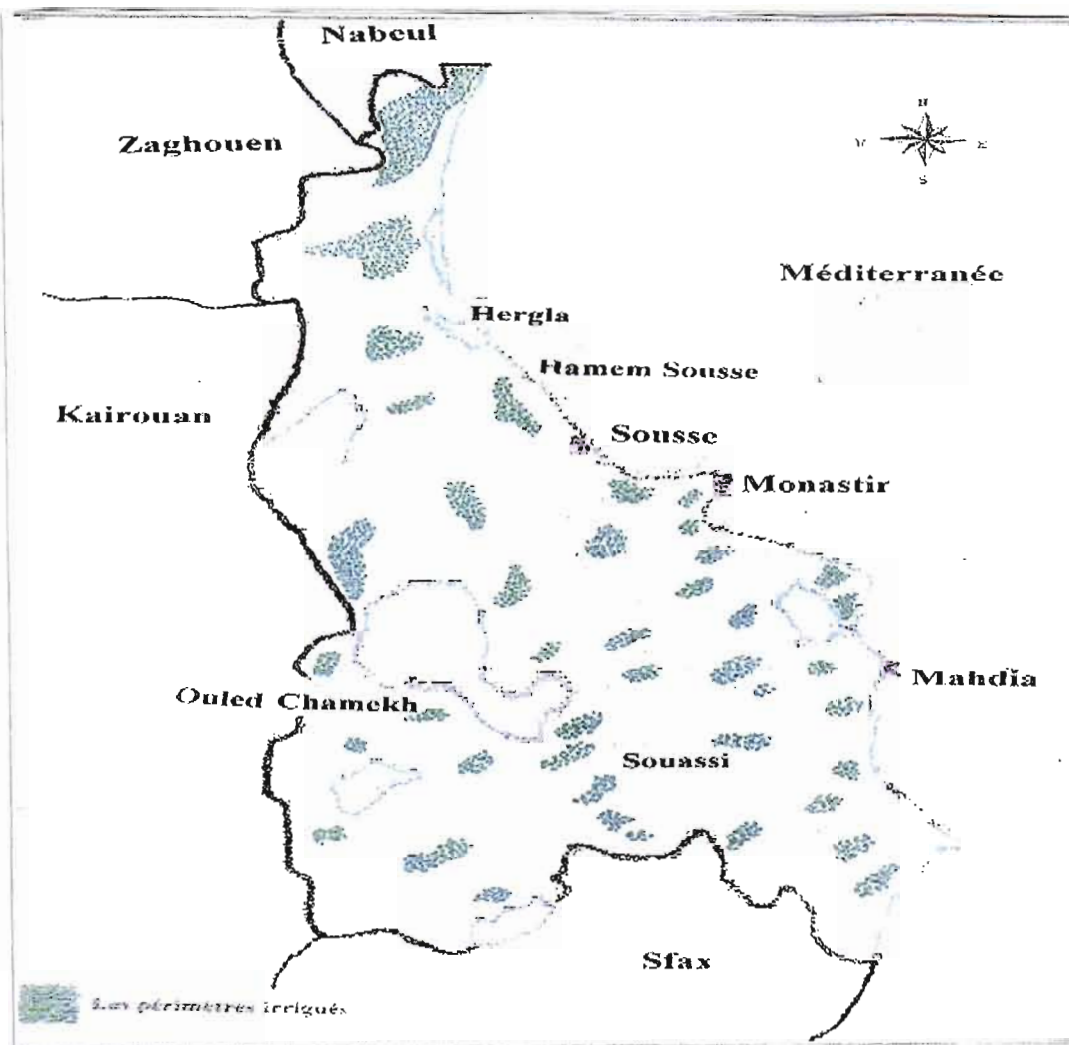 Nabeul
Zaghouen
N
E
S
Méditerranée
Hergla
Hamem Sousse
Kairouan
Sousse
Monastir
Mahdia
Ouled Chamekh
Souassi
Sfax
Les périmètres irrigués